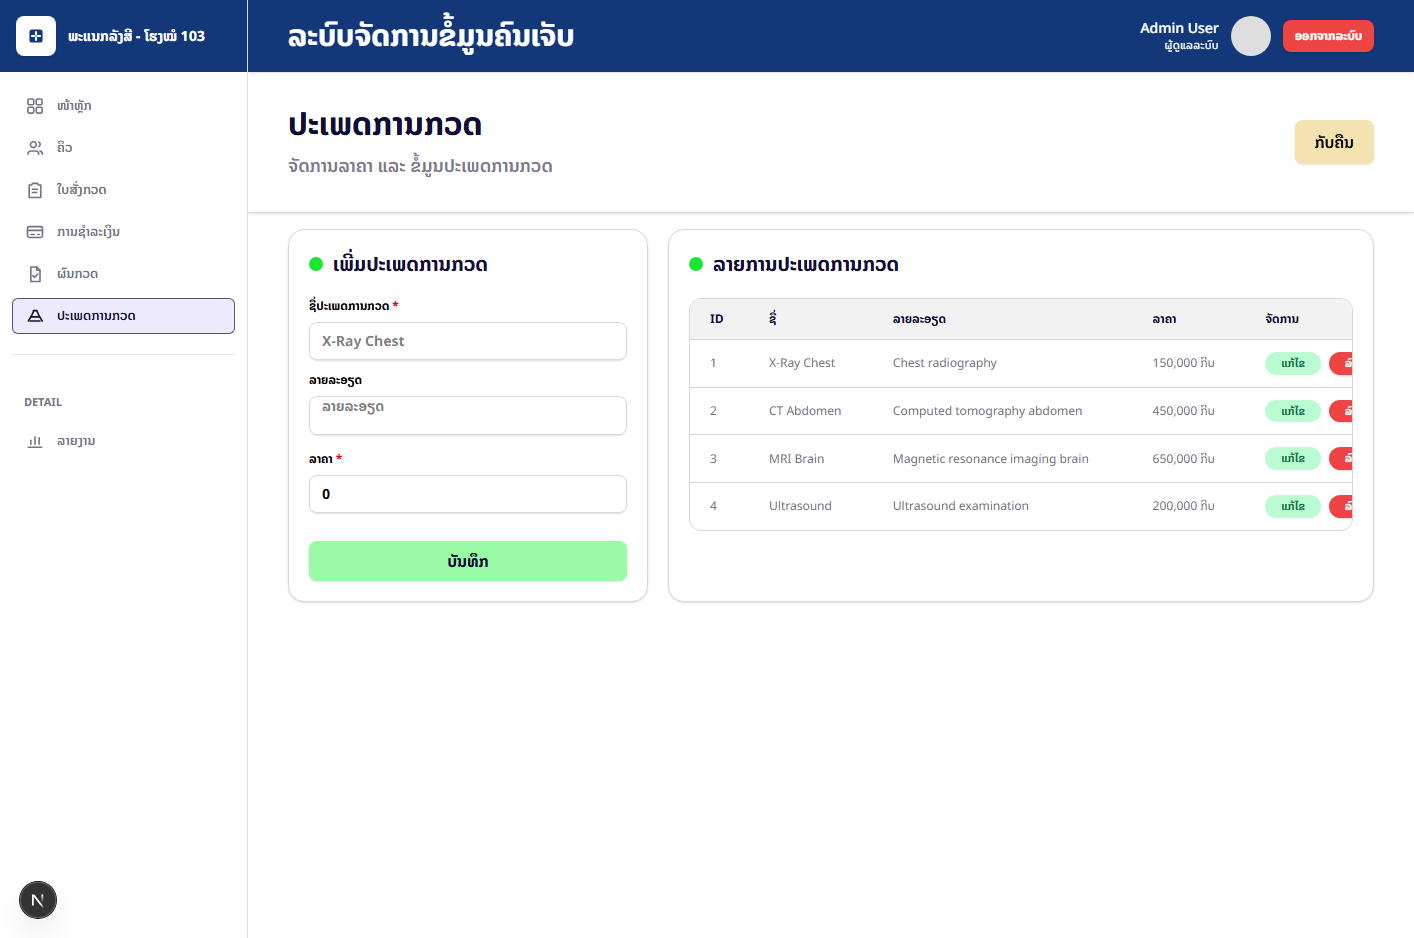 ພະແນກລັງສີ - ໂຮງໝໍ 103
ລະບົບຈັດການຂໍ້ມູນຄົນເຈັບ
Admin User
ຜູ້ດູແລລະບົບ
ອອກຈາກລະບົບ
ໜ້າຫຼັກ
ຄິວ
ໃບສັ່ງກວດ
ການຊຳລະເງິນ
ຜົນກວດ
ປະເພດການກວດ
DETAIL
ລາຍງານ
ປະເພດການກວດ
ຈັດການລາຄາ ແລະ ຂໍ້ມູນປະເພດການກວດ
ກັບຄືນ
ເພີ່ມປະເພດການກວດ
ຊື່ປະເພດການກວດ *
X-Ray Chest
ລາຍລະອຽດ
ລາຍລະອຽດ
ລາຄາ *
0
ບັນທຶກ
ລາຍການປະເພດການກວດ
ID ຊື່ ລາຍລະອຽດ ລາຄາ ຈັດການ
1 X-Ray Chest Chest radiography 150,000 ກີບ ແກ້ໄຂ
2 CT Abdomen Computed tomography abdomen 450,000 ກີບ ແກ້ໄຂ
3 MRI Brain Magnetic resonance imaging brain 650,000 ກີບ ແກ້ໄຂ
4 Ultrasound Ultrasound examination 200,000 ກີບ ແກ້ໄຂ
N